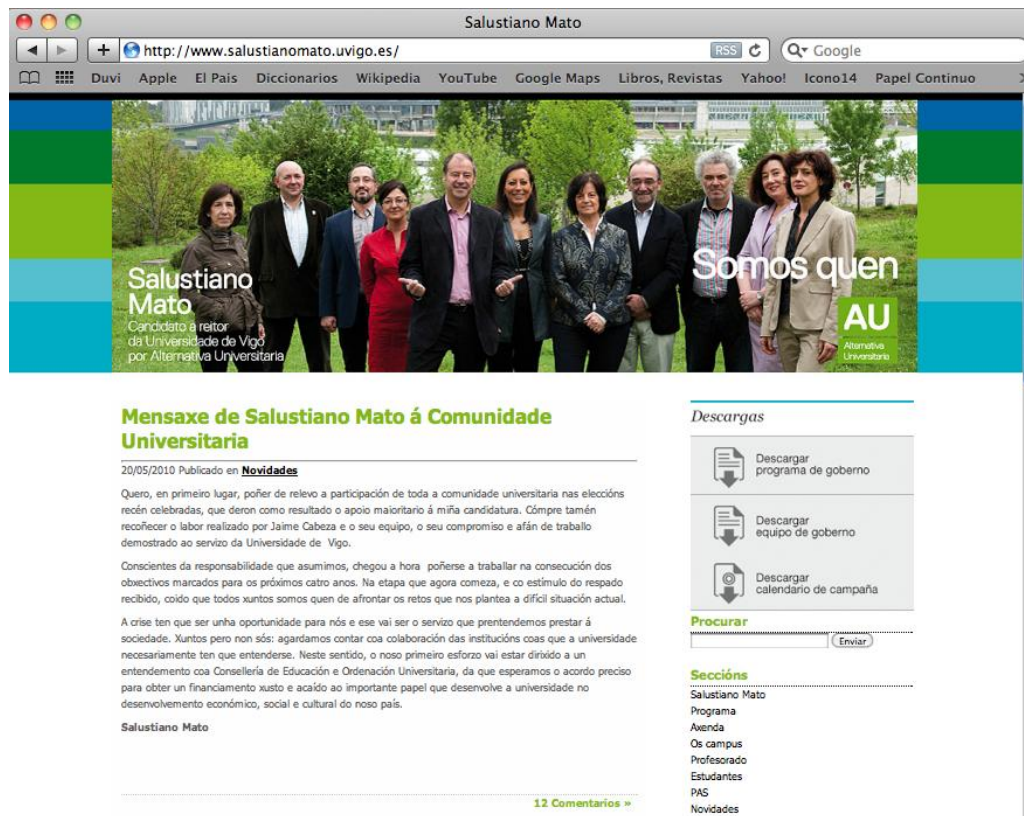 Salustiano Mato
http://www.salustianomato.uvigo.es/
RSS
Google
Duvi Apple El Pais Diccionarios Wikipedia YouTube Google Maps Libros, Revistas Yahoo! Icono14 Papel Continuo
Salustiano
Mato
Candidato a reitor
da Universidade de Vigo
por Alternativa Universitaria
Somos quen
AU
Alternativa
Universitaria
Mensaxe de Salustiano Mato á Comunidade
Universitaria
20/05/2010 Publicado en Novidades
Quero, en primeiro lugar, poñer de relevo a participación de toda a comunidade universitaria nas eleccións
recén celebradas, que deron como resultado o apoio maioritario á miña candidatura. Cómpre tamén
recoñecer o labor realizado por Jaime Cabeza e o seu equipo, o seu compromiso e afán de traballo
demostrado ao servizo da Universidade de Vigo.
Conscientes da responsabilidade que asumimos, chegou a hora poñerse a traballar na consecución dos
obxectivos marcados para os próximos catro anos. Na etapa que agora comeza, e co estímulo do respado
recibido, coido que todos xuntos somos quen de afrontar os retos que nos plantea a difícil situación actual.
A crise ten que ser unha oportunidade para nós e ese vai ser o servizo que prentendemos prestar á
sociedade. Xuntos pero non sós: agardamos contar coa colaboración das institucións coas que a universidade
necesariamente ten que entenderse. Neste sentido, o noso primeiro esforzo vai estar dirixido a un
entendemento coa Consellería de Educación e Ordenación Universitaria, da que esperamos o acordo preciso
para obter un financiamento xusto e acaído ao importante papel que desenvolve a universidade no
desenvolvemento económico, social e cultural do noso país.
Salustiano Mato
12 Comentarios »
Descargas
Descargar
programa de goberno
Descargar
equipo de goberno
Descargar
calendario de campaña
Procurar
Enviar
Seccións
Salustiano Mato
Programa
Axenda
Os campus
Profesorado
Estudantes
PAS
Novidades